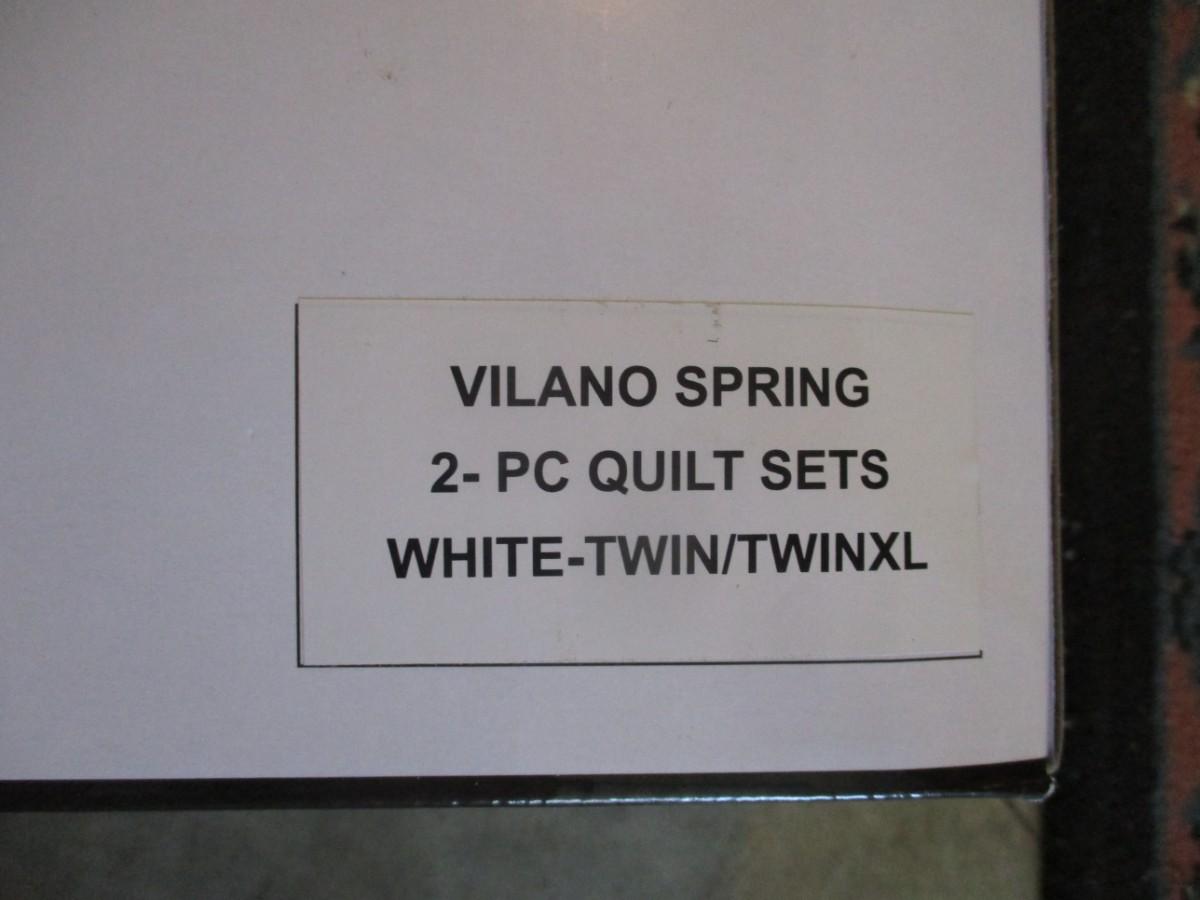 VILANO SPRING
2- PC QUILT SETS
WHITE-TWIN/TWINXL